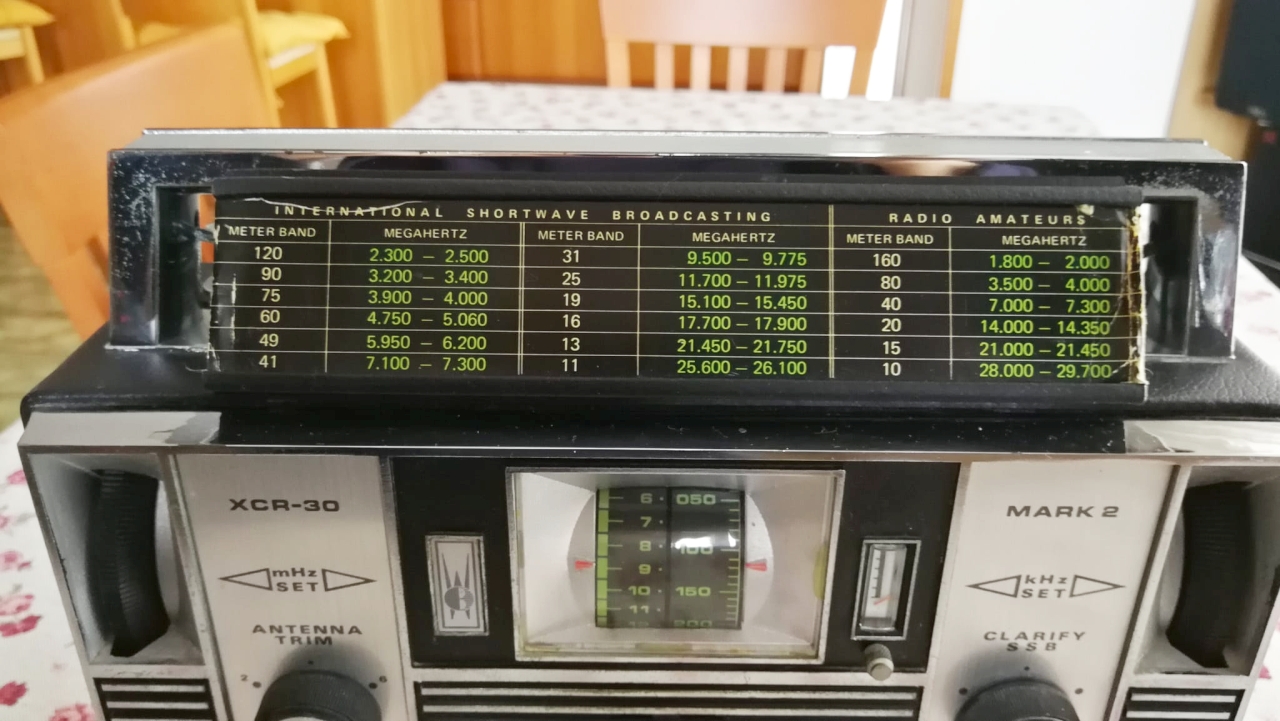 INTERNATIONAL SHORTWAVE BROADCASTING RADIO AMATEURS
METER BAND MEGAHERTZ METER BAND MEGAHERTZ METER BAND MEGAHERTZ
120 2.300 — 2.500 31 9.500 — 9.775 160 1.800 — 2.000
90 3.200 — 3.400 25 11.700 — 11.975 80 3.500 — 4.000
75 3.900 — 4.000 19 15.100 — 15.450 40 7.000 — 7.300
60 4.750 — 5.060 16 17.700 — 17.900 20 14.000 — 14.350
49 5.950 — 6.200 13 21.450 — 21.750 15 21.000 — 21.450
41 7.100 — 7.300 11 25.600 — 26.100 10 28.000 — 29.700
XCR-30
mHz
SET
ANTENNA
TRIM
2 6
6 050
7
8 100
9
10 150
11
200
MARK 2
kHz
SET
CLARIFY
SSB